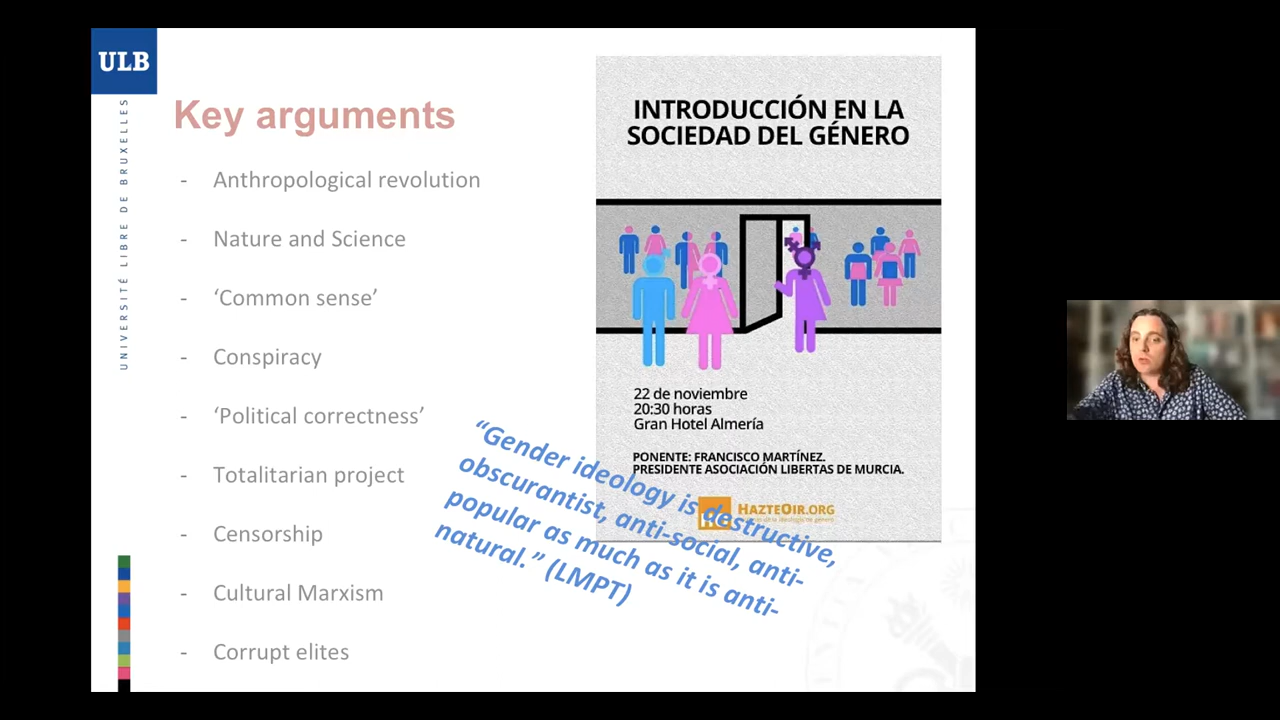 ULB
UNIVERSITÉ LIBRE DE BRUXELLES
Key arguments
- Anthropological revolution
- Nature and Science
- ‘Common sense’
- Conspiracy
- ‘Political correctness’
- Totalitarian project
- Censorship
- Cultural Marxism
- Corrupt elites
INTRODUCCIÓN EN LA
SOCIEDAD DEL GÉNERO
22 de noviembre
20:30 horas
Gran Hotel Almería
PONENTE: FRANCISCO MARTÍNEZ.
PRESIDENTE ASOCIACIÓN LIBERTAS DE MURCIA.
HAZTEOIR.ORG
“Gender ideology is destructive,
obscurantist, anti-social, anti-
popular as much as it is anti-
natural.” (LMPT)